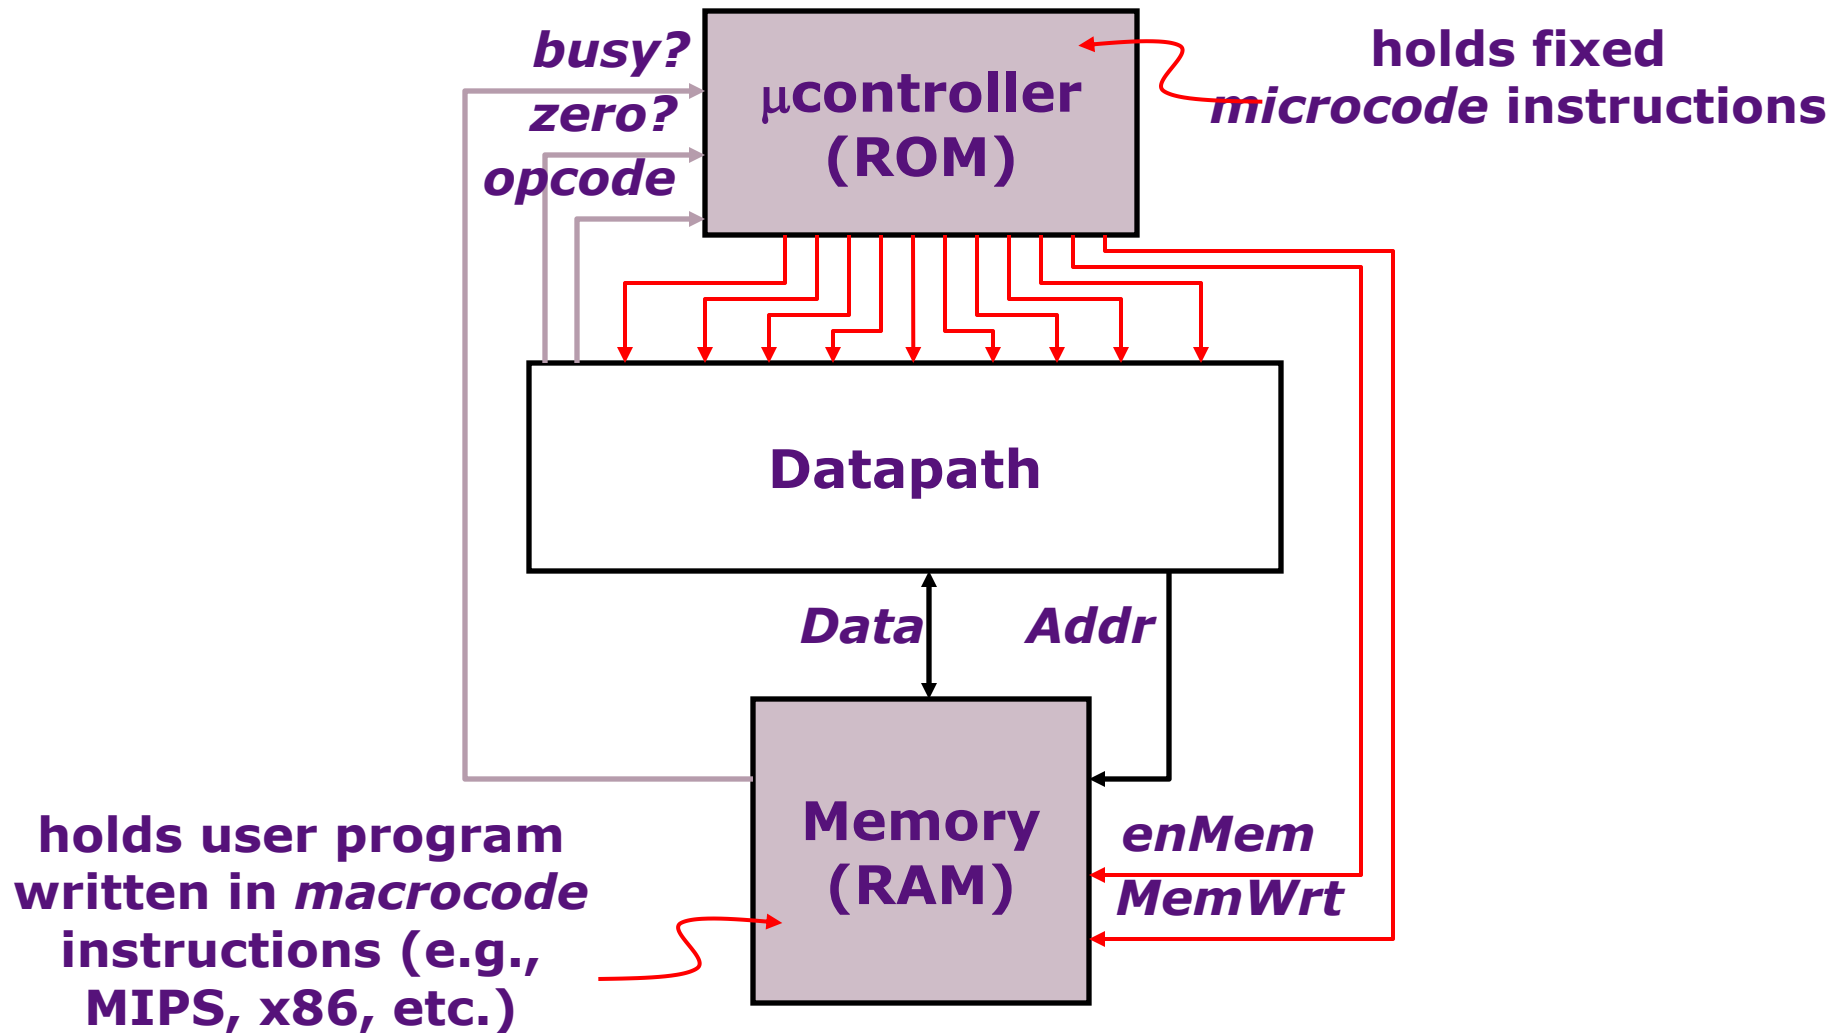 busy?
zero?
opcode
μcontroller
(ROM)
holds fixed
microcode instructions
Datapath
Data
Addr
Memory
(RAM)
enMem
MemWrt
holds user program
written in macrocode
instructions (e.g.,
MIPS, x86, etc.)